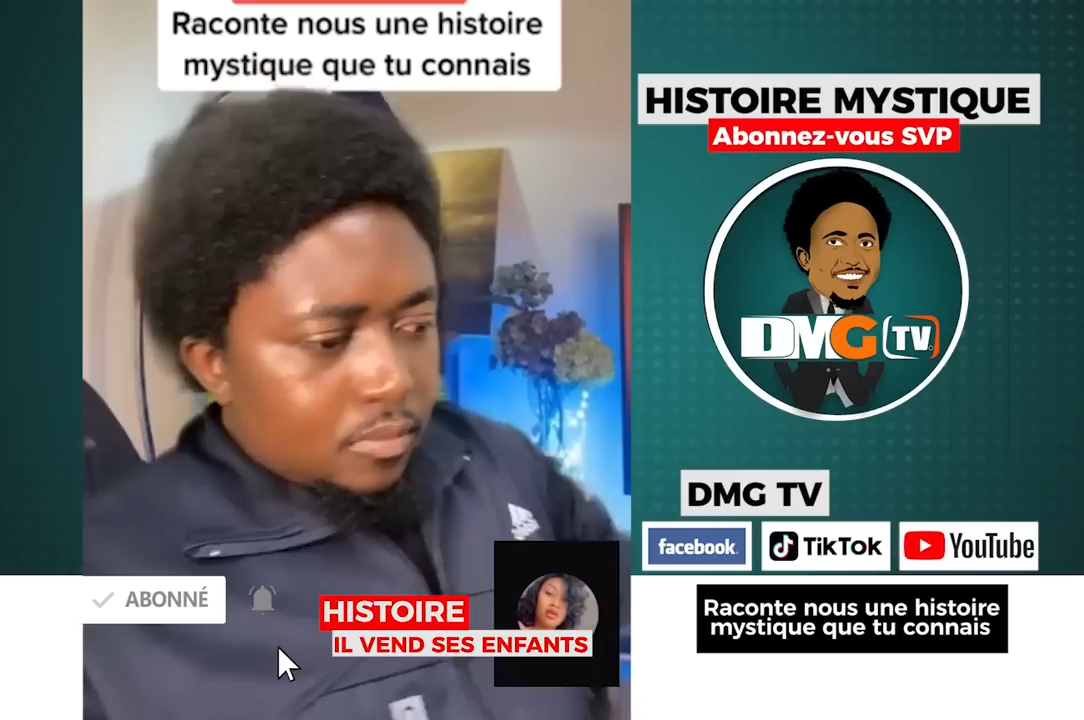 Raconte nous une histoire
mystique que tu connais
HISTOIRE MYSTIQUE
Abonnez-vous SVP
DMG TV
DMG TV
facebook.
TikTok
YouTube
ABONNÉ
HISTOIRE
IL VEND SES ENFANTS
Raconte nous une histoire
mystique que tu connais